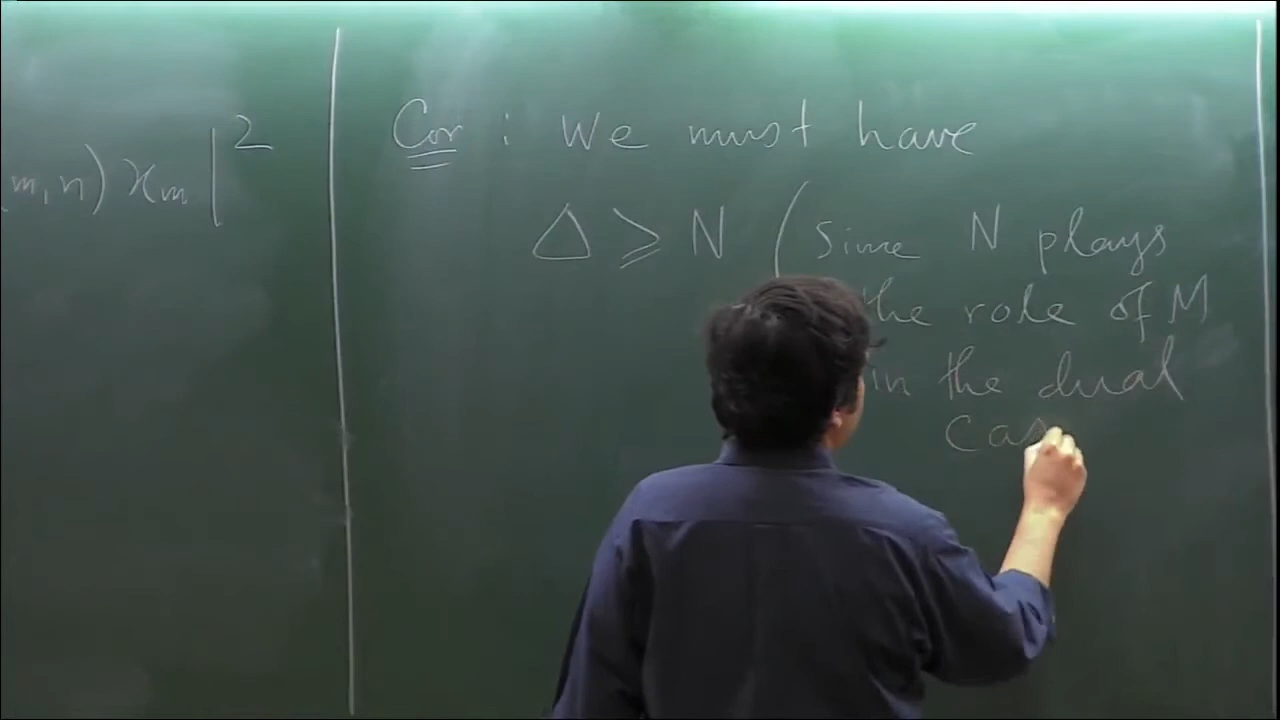 m, n) x_m |^2
Cor : We must have
Δ ≥ N ( Since N plays
the role of M
in the dual
cas